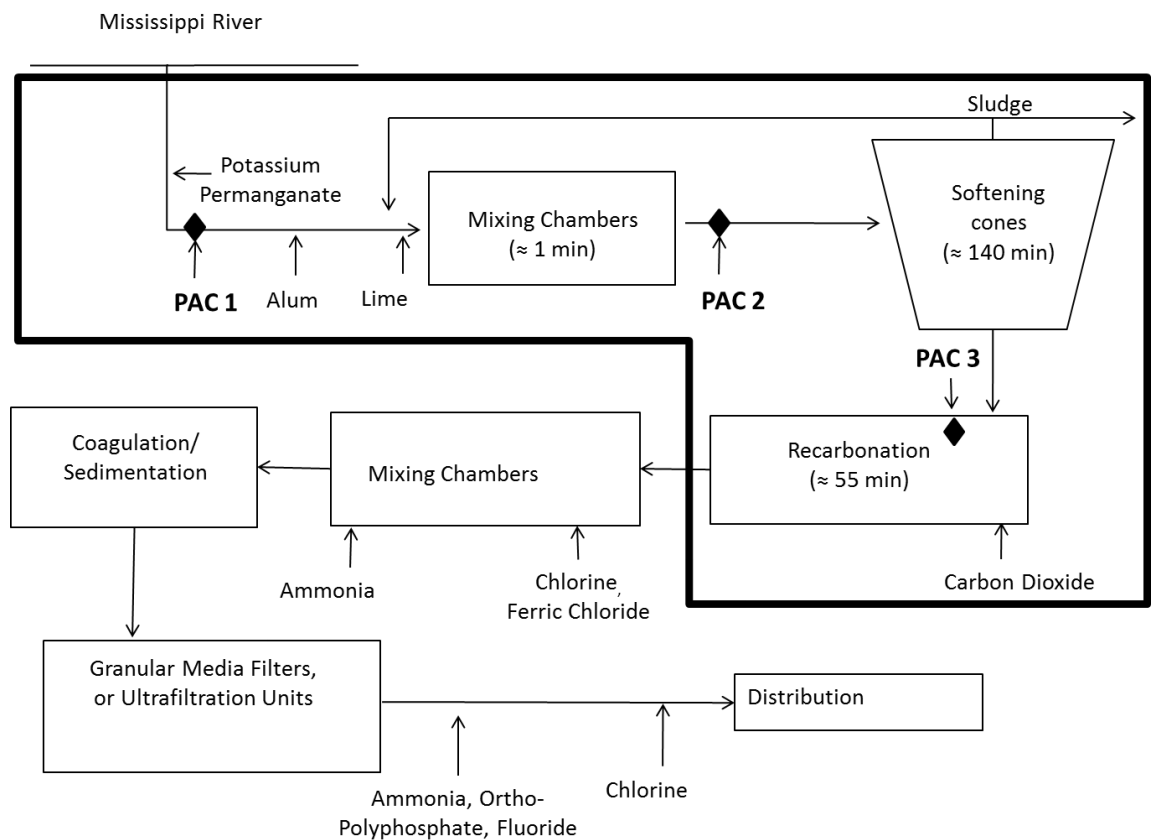 Mississippi River
Sludge
Potassium
Permanganate
Mixing Chambers
(≈ 1 min)
Softening
cones
(≈ 140 min)
PAC 1
Alum
Lime
PAC 2
PAC 3
Coagulation/
Sedimentation
Mixing Chambers
Recarbonation
(≈ 55 min)
Ammonia
Chlorine,
Ferric Chloride
Carbon Dioxide
Granular Media Filters,
or Ultrafiltration Units
Distribution
Ammonia, Ortho-
Polyphosphate, Fluoride
Chlorine